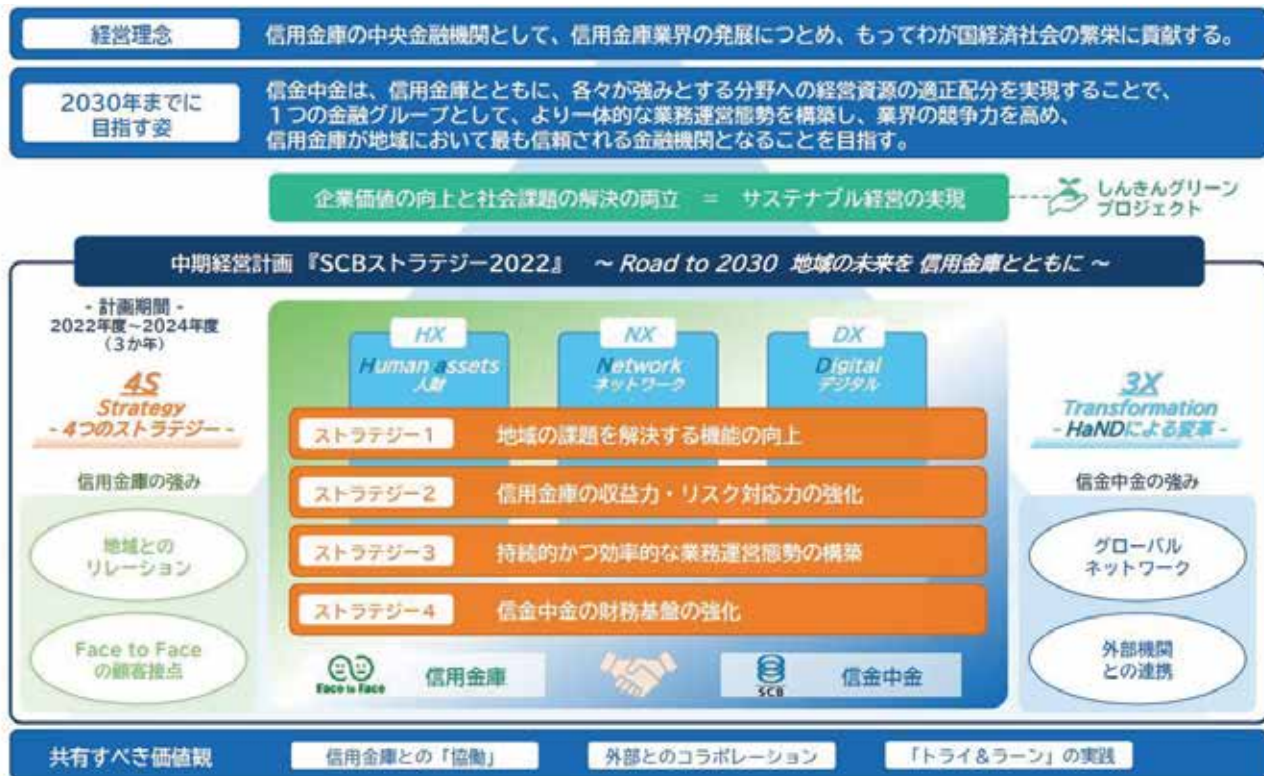 経営理念
信用金庫の中央金融機関として、信用金庫業界の発展につとめ、もってわが国経済社会の繁栄に貢献する。
2030年までに
目指す姿
信金中金は、信用金庫とともに、各々が強みとする分野への経営資源の適正配分を実現することで、
1つの金融グループとして、より一体的な業務運営態勢を構築し、業界の競争力を高め、
信用金庫が地域において最も信頼される金融機関となることを目指す。
企業価値の向上と社会課題の解決の両立 = サステナブル経営の実現
しんきんグリーン
プロジェクト
中期経営計画『SCBストラテジー2022』 ~ Road to 2030 地域の未来を 信用金庫とともに ~
- 計画期間 -
2022年度~2024年度
(3か年)
4S
Strategy
- 4つのストラテジー -
信用金庫の強み
地域との
リレーション
Face to Face
の顧客接点
HX
Human assets
人財
NX
Network
ネットワーク
DX
Digital
デジタル
ストラテジー1 地域の課題を解決する機能の向上
ストラテジー2 信用金庫の収益力・リスク対応力の強化
ストラテジー3 持続的かつ効率的な業務運営態勢の構築
ストラテジー4 信金中金の財務基盤の強化
Face to Face
信用金庫
SCB
信金中金
3X
Transformation
- HaNDによる変革 -
信金中金の強み
グローバル
ネットワーク
外部機関
との連携
共有すべき価値観
信用金庫との「協働」
外部とのコラボレーション
「トライ&ラーン」の実践